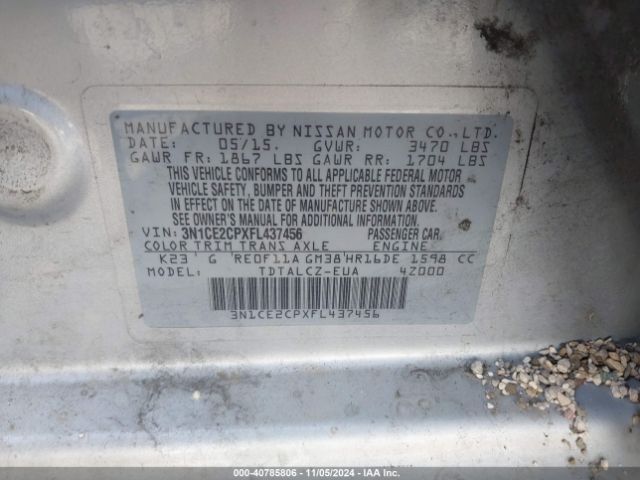 MANUFACTURED BY NISSAN MOTOR CO.,LTD.
DATE: 05/15. GVWR: 3470 LBS
GAWR FR: 1867 LBS GAWR RR: 1704 LBS
THIS VEHICLE CONFORMS TO ALL APPLICABLE FEDERAL MOTOR
VEHICLE SAFETY, BUMPER AND THEFT PREVENTION STANDARDS
IN EFFECT ON THE DATE OF MANUFACTURE SHOWN ABOVE.
SEE OWNER'S MANUAL FOR ADDITIONAL INFORMATION.
VIN: 3N1CE2CPXFL437456 PASSENGER CAR.
COLOR TRIM TRANS AXLE ENGINE
K23 G RE0F11A GM38 HR16DE 1598 CC
MODEL: TDTALCZ-EUA 4Z000
3N1CE2CPXFL437456
000-40785806 - 11/05/2024 - IAA Inc.